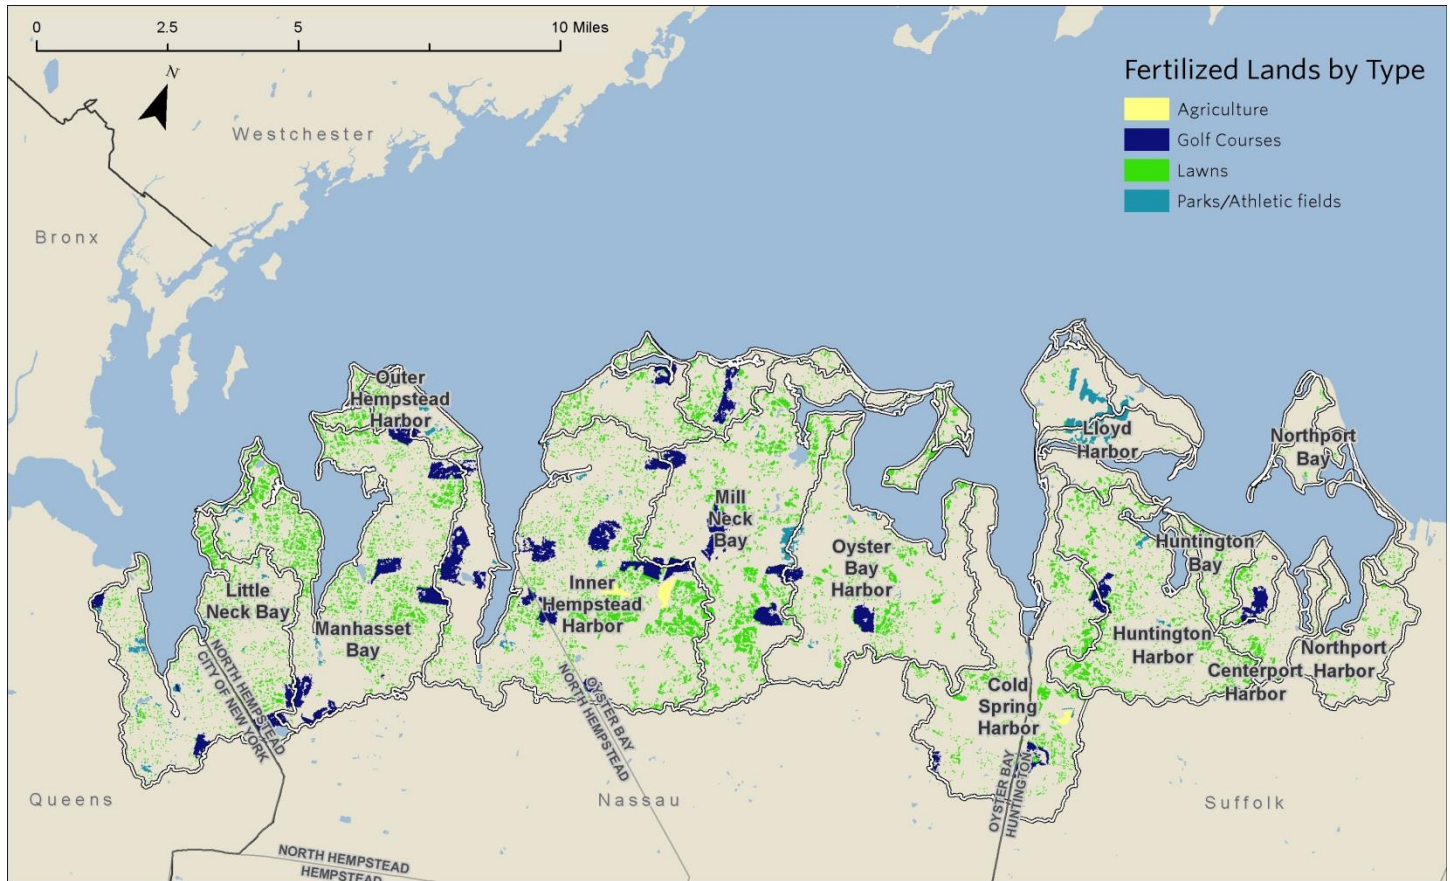 0 2.5 5 10 Miles
N
Fertilized Lands by Type
Agriculture
Golf Courses
Lawns
Parks/Athletic fields
Westchester
Bronx
Outer
Hempstead
Harbor
Lloyd
Harbor
Northport
Bay
Mill
Neck
Bay
Oyster
Bay
Harbor
Huntington
Bay
Little
Neck Bay
Inner
Hempstead
Harbor
Manhasset
Bay
Huntington
Harbor
Northport
Harbor
Centerport
Harbor
Cold
Spring
Harbor
NORTH HEMPSTEAD
CITY OF NEW YORK
OYSTER BAY
NORTH HEMPSTEAD
OYSTER BAY
HUNTINGTON
Queens
Nassau
Suffolk
NORTH HEMPSTEAD
HEMPSTEAD